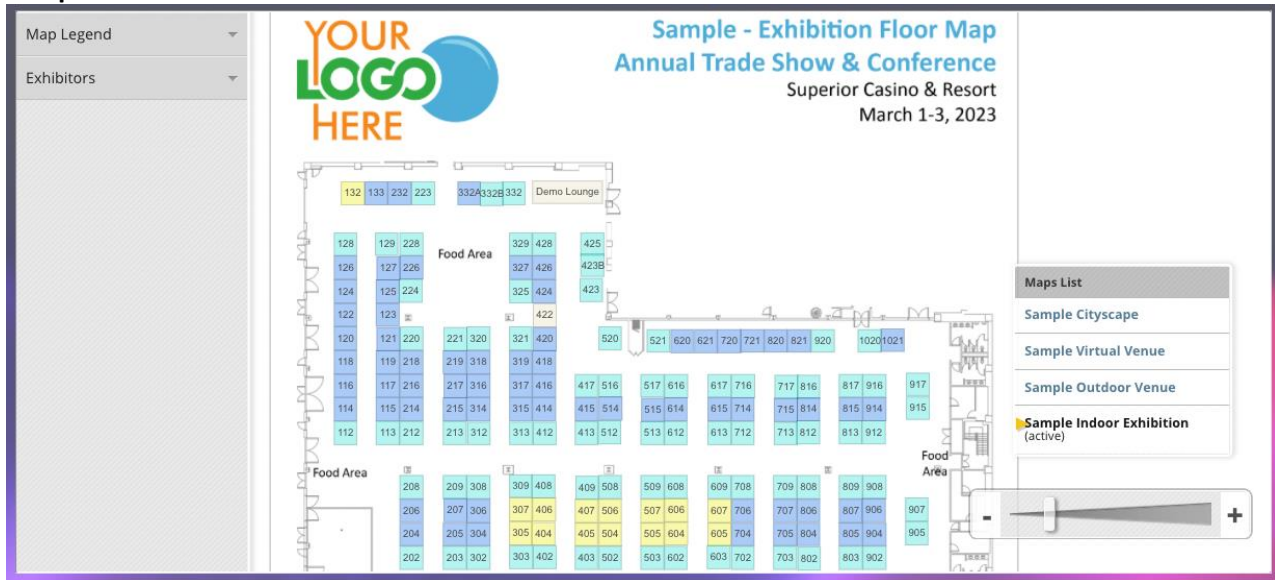 Map Legend
Exhibitors
YOUR
LOGO
HERE
Sample - Exhibition Floor Map
Annual Trade Show & Conference
Superior Casino & Resort
March 1-3, 2023
132 133 232 223 332A 332B 332 Demo Lounge
128 129 228 329 428 425
Food Area
126 127 226 327 426 423B
124 125 224 325 424 423
122 123 422
120 121 220 221 320 321 420 520 521 620 621 720 721 820 821 920 1020 1021
118 119 218 219 318 319 418
116 117 216 217 316 317 416 417 516 517 616 617 716 717 816 817 916 917
114 115 214 215 314 315 414 415 514 515 614 615 714 715 814 815 914 915
112 113 212 213 312 313 412 413 512 513 612 613 712 713 812 813 912
Food Area
Food
Area
208 209 308 309 408 409 508 509 608 609 708 709 808 809 908
206 207 306 307 406 407 506 507 606 607 706 707 806 807 906 907
204 205 304 305 404 405 504 505 604 605 704 705 804 805 904 905
202 203 302 303 402 403 502 503 602 603 702 703 802 803 902
Maps List
Sample Cityscape
Sample Virtual Venue
Sample Outdoor Venue
Sample Indoor Exhibition
(active)
- +